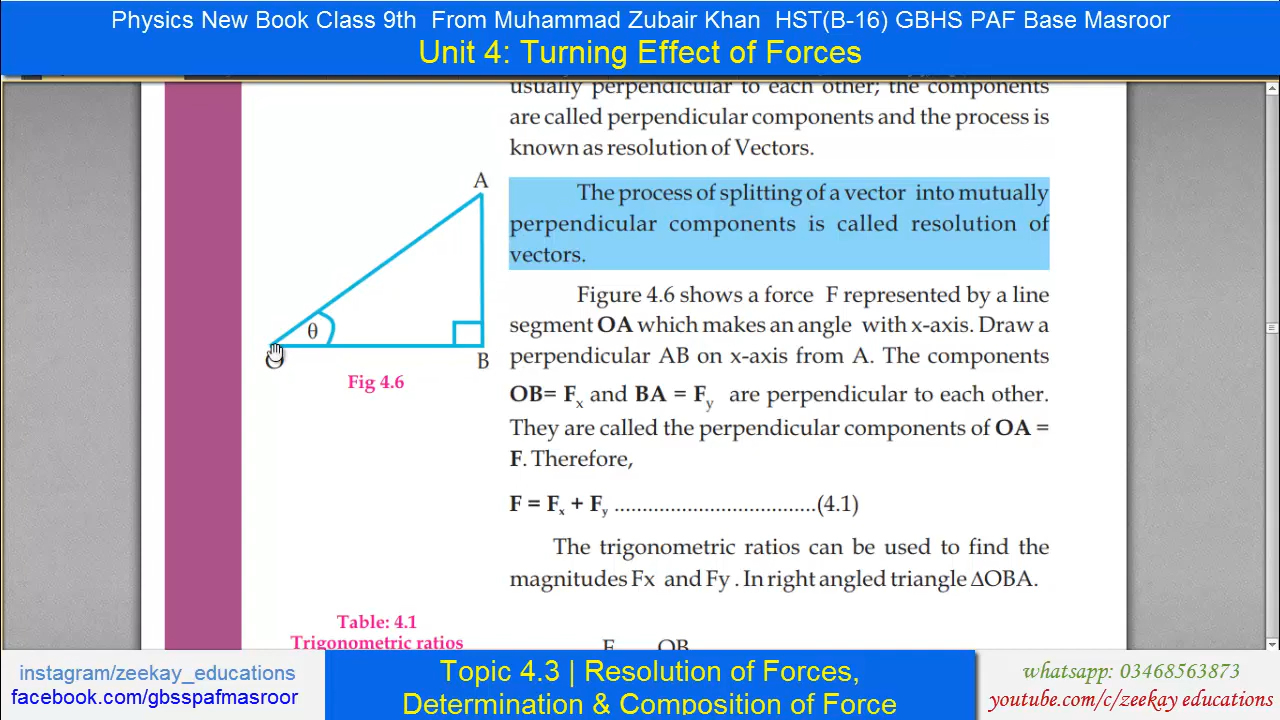 Physics New Book Class 9th From Muhammad Zubair Khan HST(B-16) GBHS PAF Base Masroor
Unit 4: Turning Effect of Forces
usually perpendicular to each other; the components
are called perpendicular components and the process is
known as resolution of Vectors.
The process of splitting of a vector into mutually
perpendicular components is called resolution of
vectors.
A
θ
O
B
Fig 4.6
Figure 4.6 shows a force F represented by a line
segment OA which makes an angle with x-axis. Draw a
perpendicular AB on x-axis from A. The components
OB= Fx and BA = Fy are perpendicular to each other.
They are called the perpendicular components of OA =
F. Therefore,
F = Fx + Fy ....................................(4.1)
The trigonometric ratios can be used to find the
magnitudes Fx and Fy . In right angled triangle ΔOBA.
Table: 4.1
Trigonometric ratios
OB
instagram/zeekay_educations
facebook.com/gbsspafmasroor
Topic 4.3 | Resolution of Forces,
Determination & Composition of Force
whatsapp: 03468563873
youtube.com/c/zeekay educations